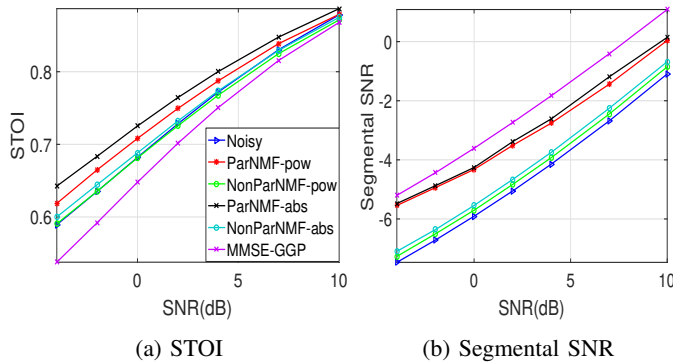 STOI
0.8
0.7
0.6
0
5
10
SNR(dB)
Noisy
ParNMF-pow
NonParNMF-pow
ParNMF-abs
NonParNMF-abs
MMSE-GGP
(a) STOI
Segmental SNR
0
-2
-4
-6
0
5
10
SNR(dB)
(b) Segmental SNR